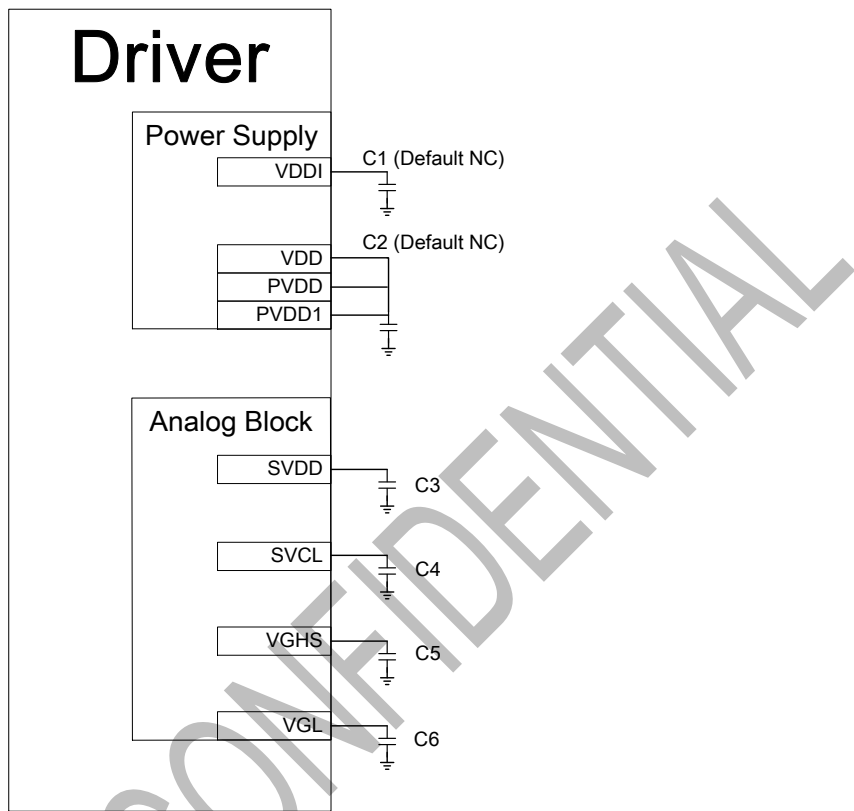 Driver
Power Supply
VDDI
C1 (Default NC)
VDD
C2 (Default NC)
PVDD
PVDD1
Analog Block
SVDD
C3
SVCL
C4
VGHS
C5
VGL
C6
CONFIDENTIAL